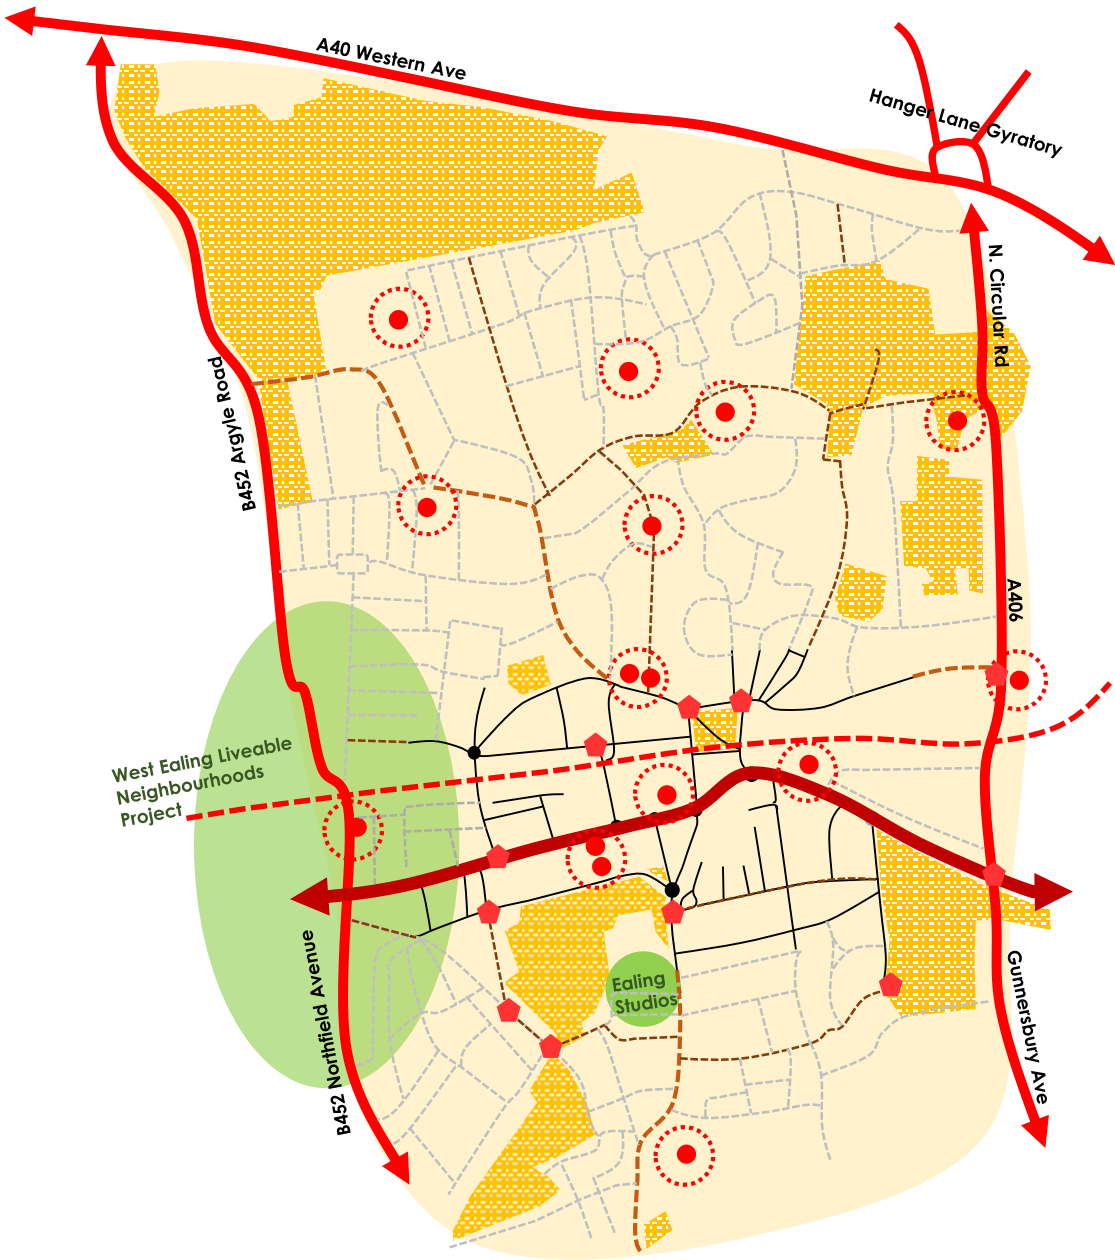 A40 Western Ave
Hanger Lane Gyratory
N. Circular Rd
B452 Argyle Road
A406
West Ealing Liveable
Neighbourhoods
Project
Ealing
Studios
B452 Northfield Avenue
Gunnersbury Ave